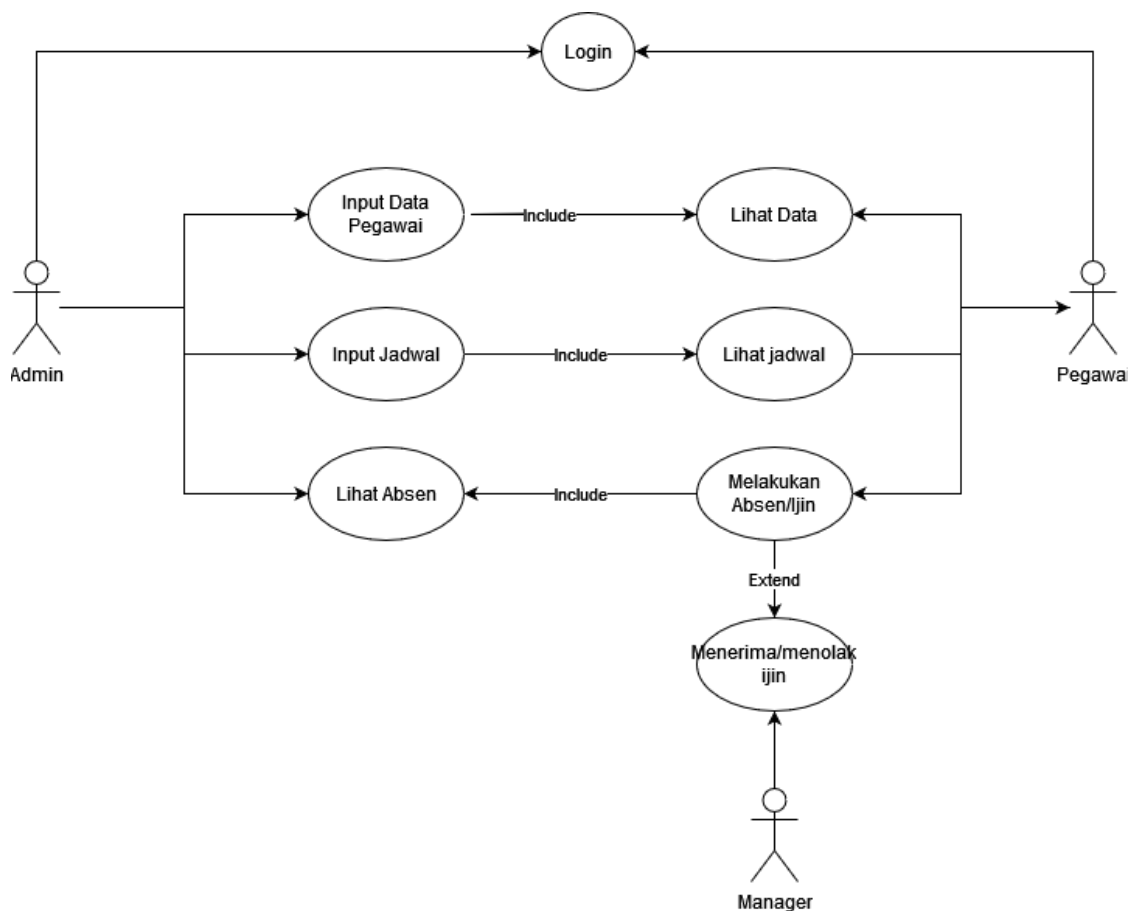 Login
Input Data
Pegawai
Include
Lihat Data
Admin
Input Jadwal
Include
Lihat jadwal
Pegawai
Lihat Absen
Include
Melakukan
Absen/Ijin
Extend
Menerima/menolak
ijin
Manager